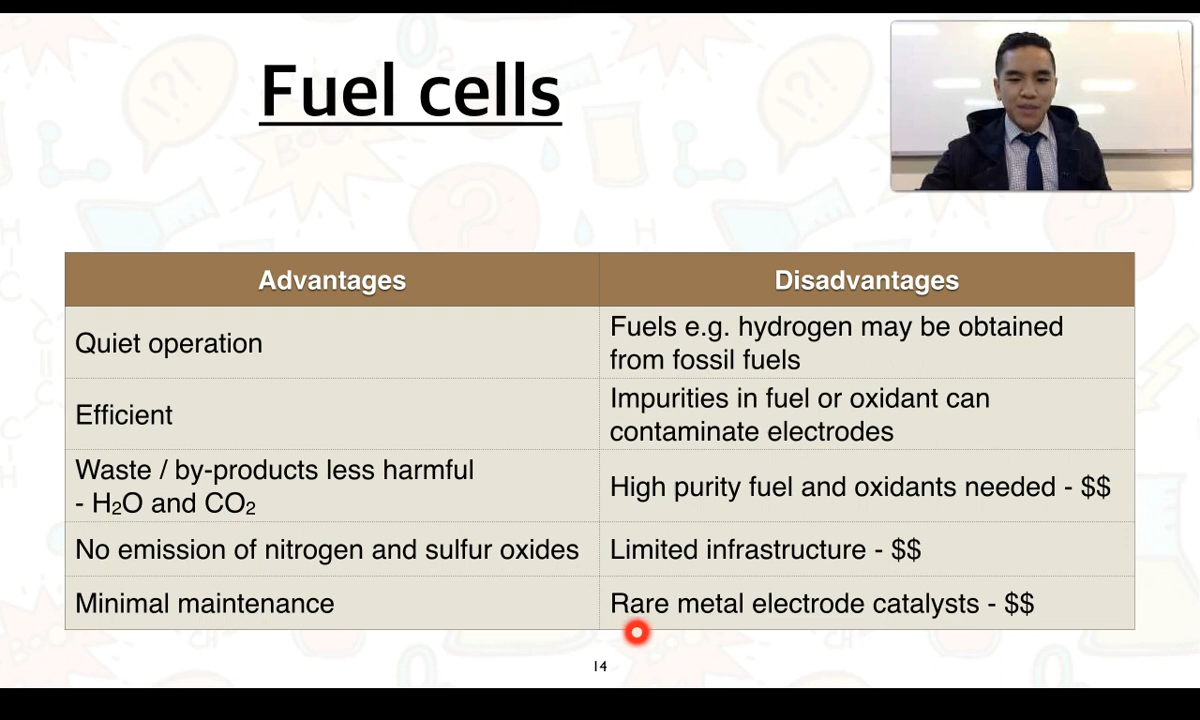 Fuel cells
Advantages
Disadvantages
Quiet operation
Fuels e.g. hydrogen may be obtained
from fossil fuels
Efficient
Impurities in fuel or oxidant can
contaminate electrodes
Waste / by-products less harmful
- H₂O and CO₂
High purity fuel and oxidants needed - $$
No emission of nitrogen and sulfur oxides
Limited infrastructure - $$
Minimal maintenance
Rare metal electrode catalysts - $$
14